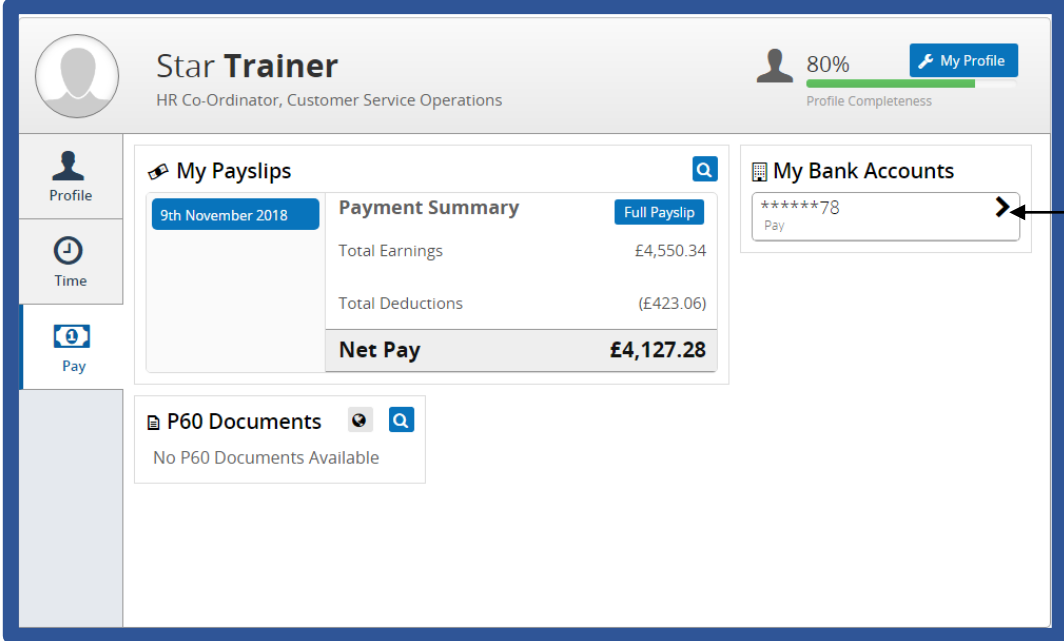 Star Trainer
HR Co-Ordinator, Customer Service Operations
80%
My Profile
Profile Completeness
Profile
Time
Pay
My Payslips
9th November 2018
Payment Summary
Full Payslip
Total Earnings £4,550.34
Total Deductions (£423.06)
Net Pay £4,127.28
My Bank Accounts
******78
Pay
P60 Documents
No P60 Documents Available